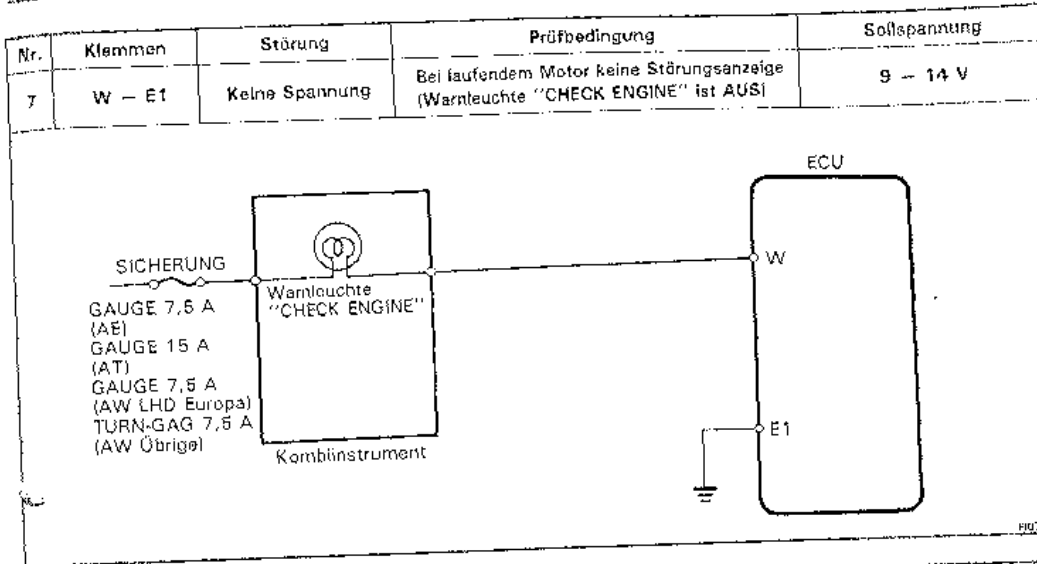 Nr. Klemmen Störung Prüfbedingung Sollspannung
7 W – E1 Keine Spannung Bei laufendem Motor keine Störungsanzeige (Warnleuchte "CHECK ENGINE" ist AUS) 9 – 14 V
ECU
SICHERUNG
W
Warnleuchte
"CHECK ENGINE"
GAUGE 7,5 A
(AE)
GAUGE 15 A
(AT)
GAUGE 7,5 A
(AW LHD Europa)
TURN-GAG 7,5 A
(AW Übrige)
E1
Kombiinstrument